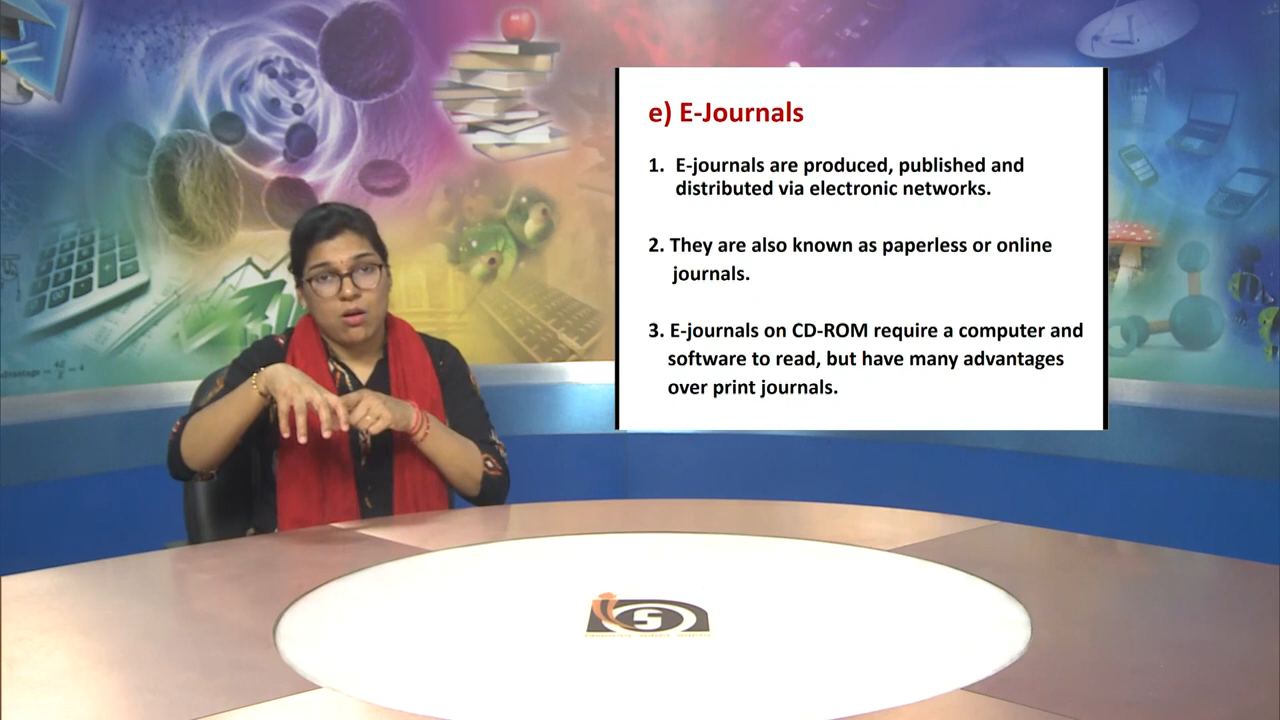 e) E-Journals
1. E-journals are produced, published and
distributed via electronic networks.
2. They are also known as paperless or online
journals.
3. E-journals on CD-ROM require a computer and
software to read, but have many advantages
over print journals.